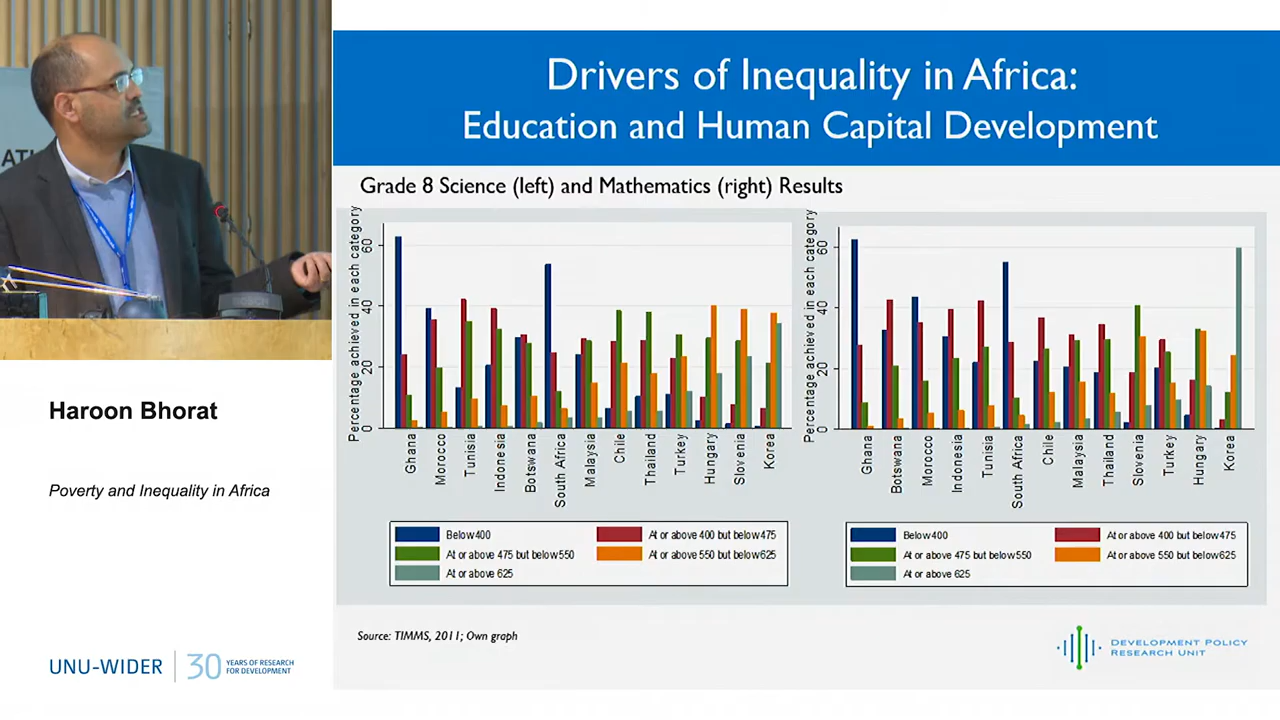 ATI
Haroon Bhorat
Poverty and Inequality in Africa
UNU-WIDER
30
YEARS OF RESEARCH
FOR DEVELOPMENT
Drivers of Inequality in Africa:
Education and Human Capital Development
Grade 8 Science (left) and Mathematics (right) Results
Percentage achieved in each category
0
20
40
60
Ghana
Morocco
Tunisia
Indonesia
Botswana
South Africa
Malaysia
Chile
Thailand
Turkey
Hungary
Slovenia
Korea
Below400
At or above 400 but below475
At or above 475 but below550
At or above 550 but below625
At or above 625
Percentage achieved in each category
0
20
40
60
Ghana
Botswana
Morocco
Indonesia
Tunisia
South Africa
Chile
Malaysia
Thailand
Slovenia
Turkey
Hungary
Korea
Below400
At or above 400 but below475
At or above 475 but below550
At or above 550 but below625
At or above 625
Source: TIMMS, 2011; Own graph
DEVELOPMENT POLICY
RESEARCH UNIT